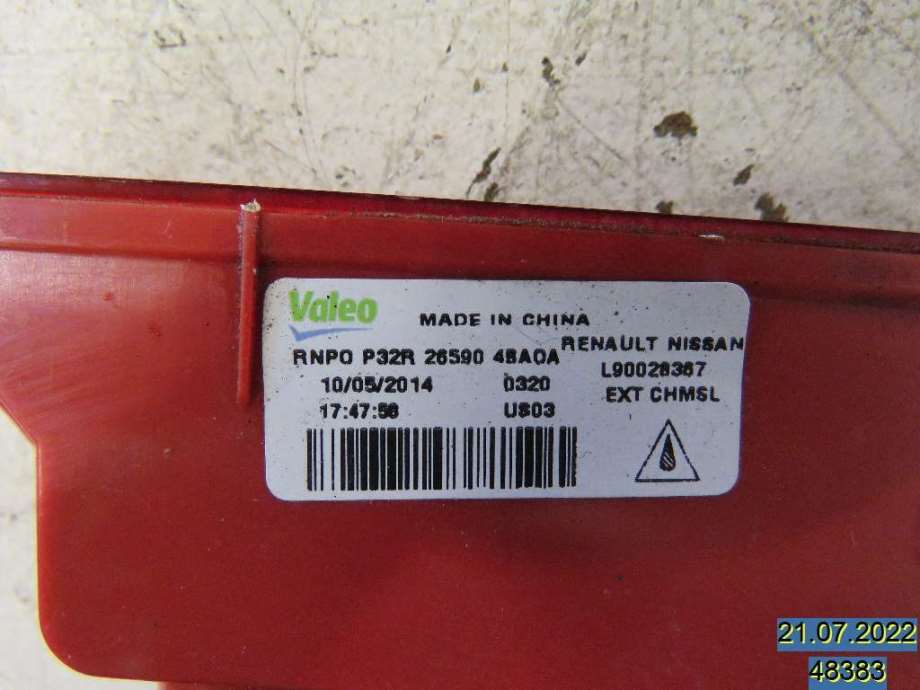 Valeo
MADE IN CHINA
RENAULT NISSAN
RNPO P32R 26590 4BA0A
L90028367
10/05/2014 0320
EXT CHMSL
17:47:56 US03
21.07.2022
48383